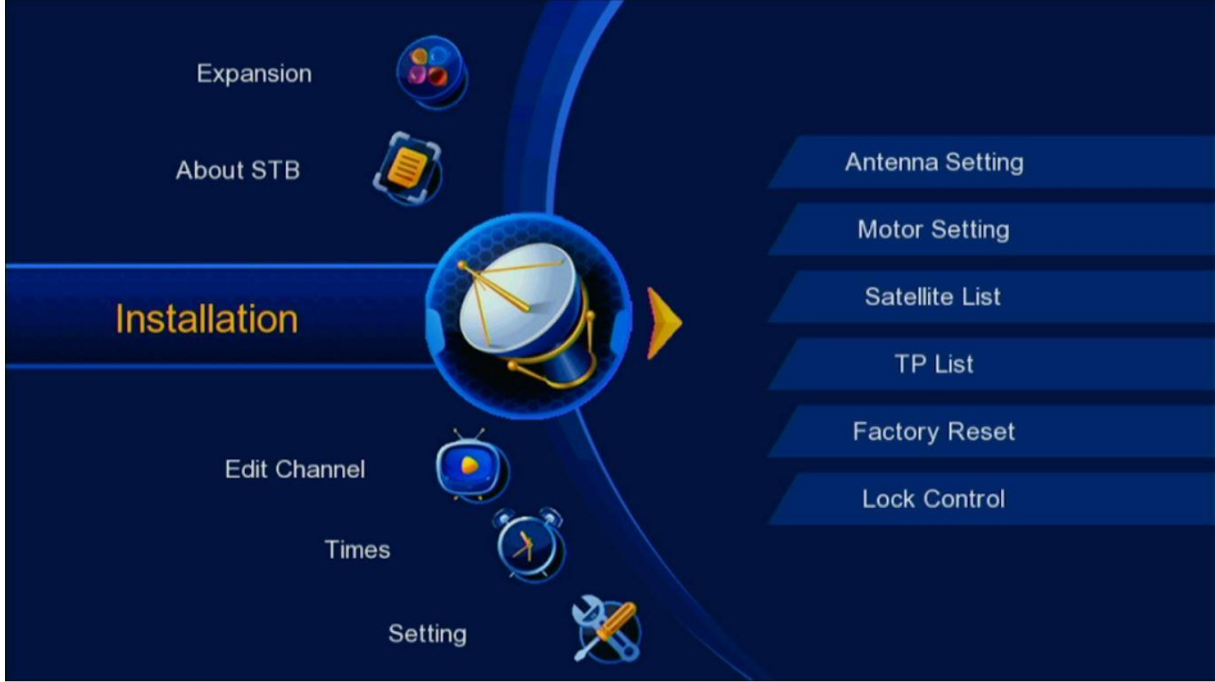 Expansion
About STB
Installation
Edit Channel
Times
Setting
Antenna Setting
Motor Setting
Satellite List
TP List
Factory Reset
Lock Control